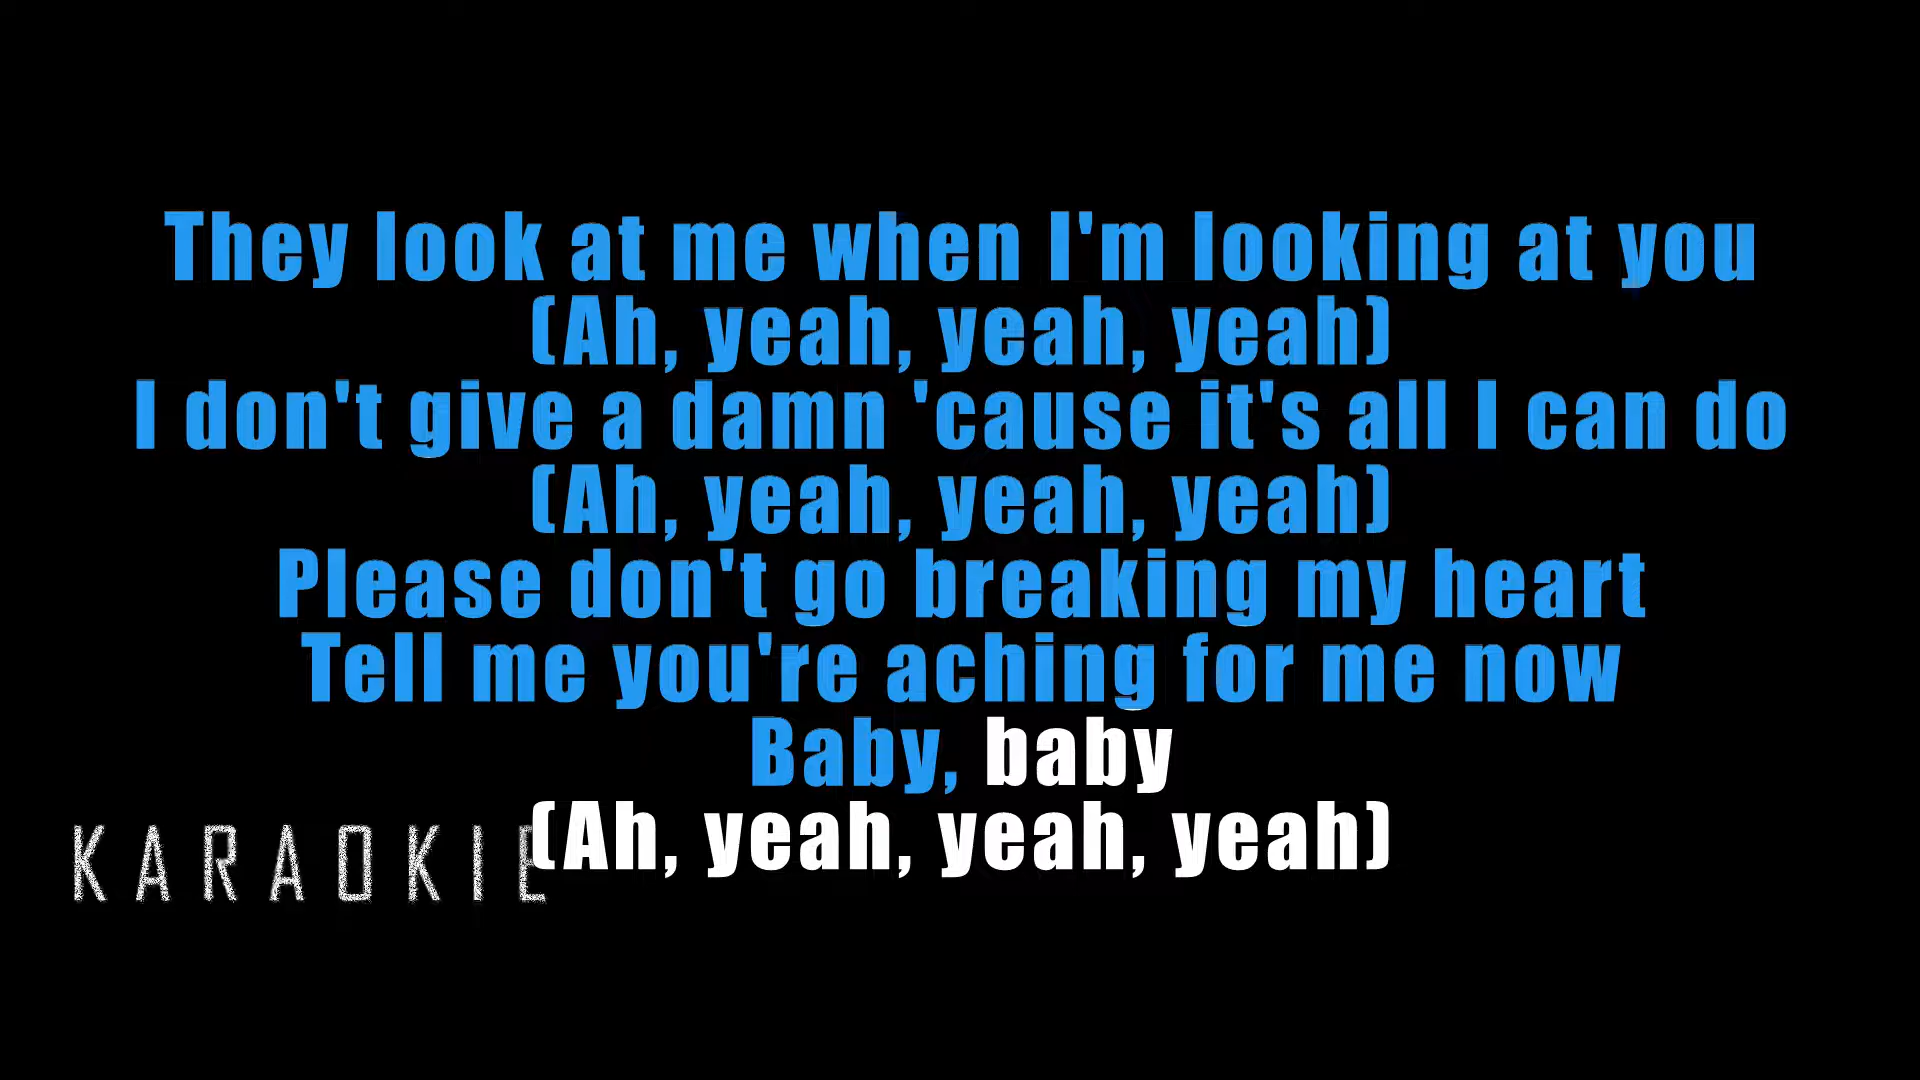 They look at me when I'm looking at you
(Ah, yeah, yeah, yeah)
I don't give a damn 'cause it's all I can do
(Ah, yeah, yeah, yeah)
Please don't go breaking my heart
Tell me you're aching for me now
Baby, baby
(Ah, yeah, yeah, yeah)
KARAOKIE